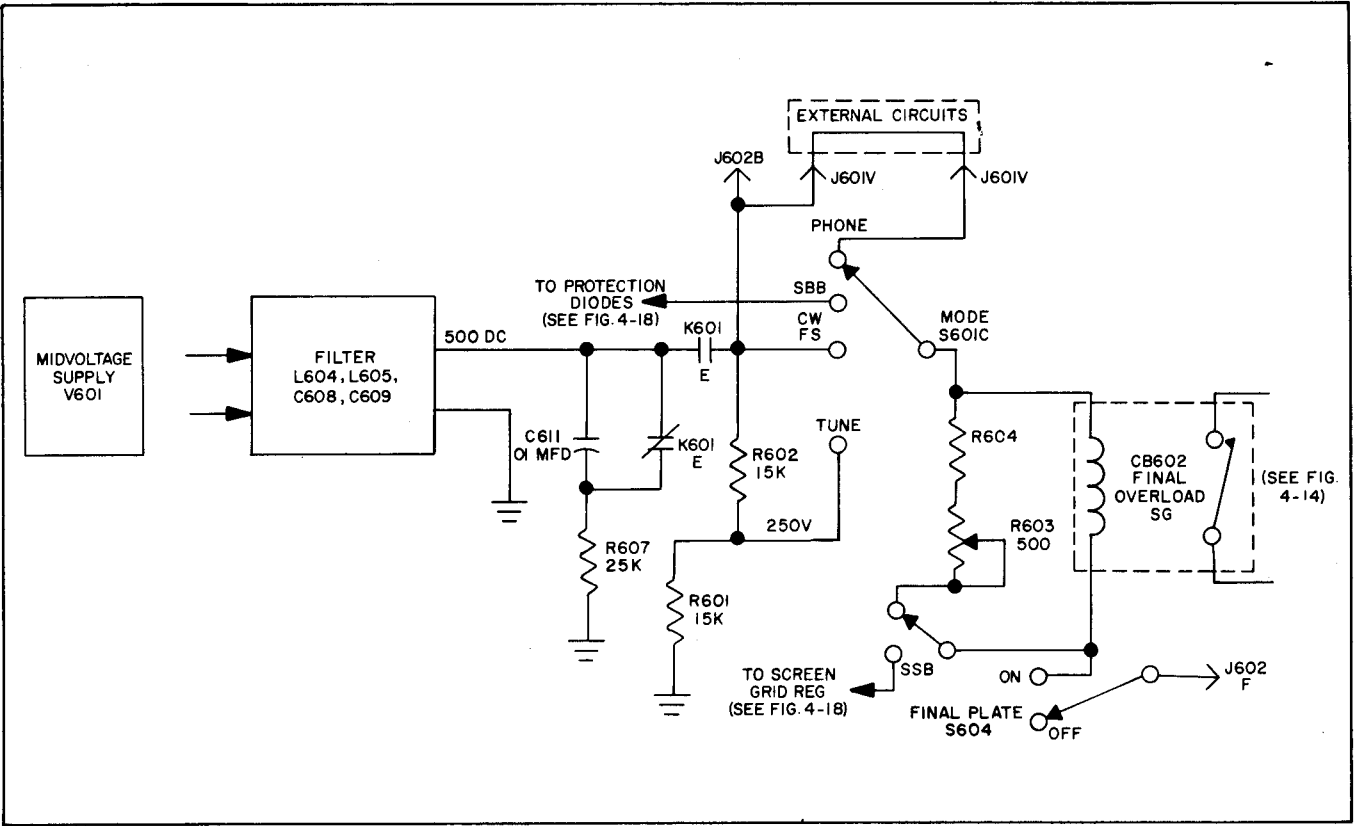 EXTERNAL CIRCUITS
J602B
J601V
J601V
PHONE
TO PROTECTION
DIODES
(SEE FIG. 4-18)
SBB
CW
FS
MODE
S601C
MIDVOLTAGE
SUPPLY
V601
FILTER
L604, L605,
C608, C609
500 DC
K601
E
C611
01 MFD
K601
E
R602
15K
TUNE
250V
R604
R603
500
CB602
FINAL
OVERLOAD
SG
(SEE FIG.
4-14)
R607
25K
R601
15K
TO SCREEN
GRID REG
(SEE FIG. 4-18)
SSB
ON
FINAL PLATE
S604
OFF
J602
F